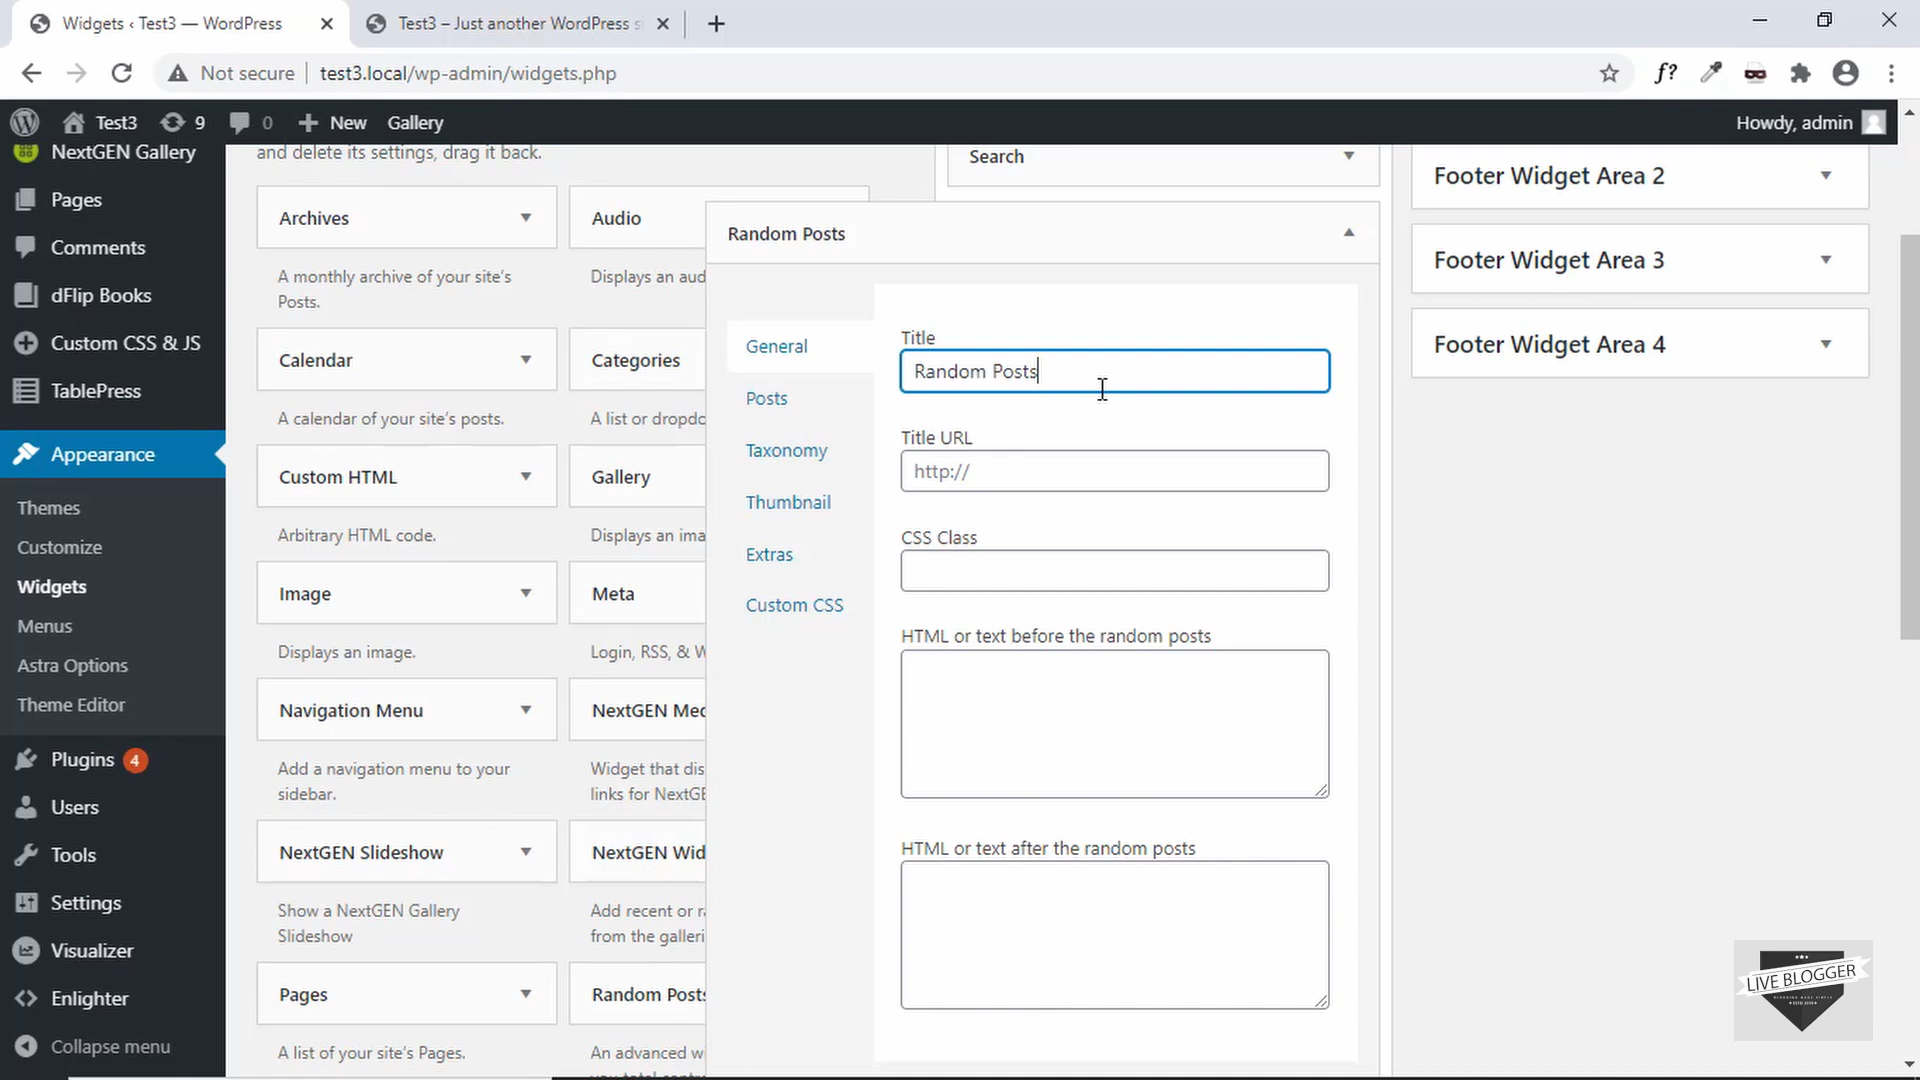 Widgets ‹ Test3 — WordPress
Test3 – Just another WordPress s
Not secure
test3.local/wp-admin/widgets.php
f?
Test3
9
0
New
Gallery
Howdy, admin
NextGEN Gallery
Pages
Comments
dFlip Books
Custom CSS & JS
TablePress
Appearance
Themes
Customize
Widgets
Menus
Astra Options
Theme Editor
Plugins 4
Users
Tools
Settings
Visualizer
Enlighter
Collapse menu
and delete its settings, drag it back.
Archives
A monthly archive of your site’s
Posts.
Calendar
A calendar of your site’s posts.
Custom HTML
Arbitrary HTML code.
Image
Displays an image.
Navigation Menu
Add a navigation menu to your
sidebar.
NextGEN Slideshow
Show a NextGEN Gallery
Slideshow
Pages
A list of your site’s Pages.
Audio
Displays an aud
Categories
A list or dropdo
Gallery
Displays an ima
Meta
Login, RSS, & W
NextGEN Med
Widget that dis
links for NextGE
NextGEN Wid
Add recent or ra
from the galleri
Random Posts
An advanced w
Search
Random Posts
General
Posts
Taxonomy
Thumbnail
Extras
Custom CSS
Title
Random Posts
Title URL
http://
CSS Class
HTML or text before the random posts
HTML or text after the random posts
Footer Widget Area 2
Footer Widget Area 3
Footer Widget Area 4
LIVE BLOGGER